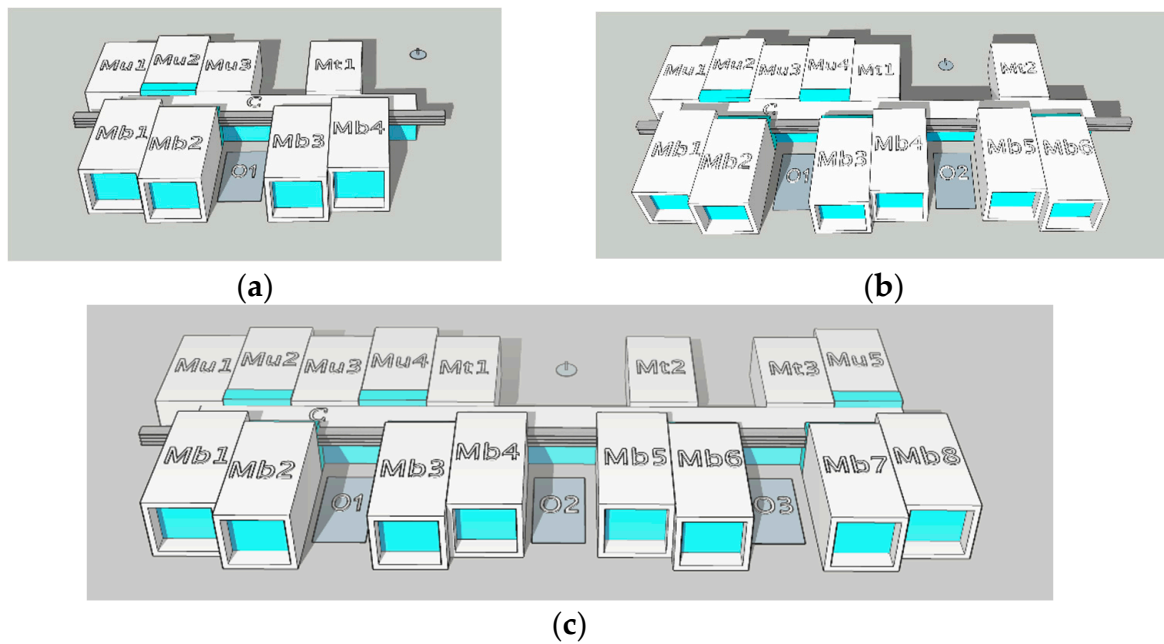 Mu1 Mu2 Mu3 Mt1
C
Mb1 Mb2 Mb3 Mb4
O1
(a)
Mu1 Mu2 Mu3 Mu4 Mt1 Mt2
C
Mb1 Mb2 Mb3 Mb4 Mb5 Mb6
O1 O2
(b)
Mu1 Mu2 Mu3 Mu4 Mt1 Mt2 Mt3 Mu5
C
Mb1 Mb2 Mb3 Mb4 Mb5 Mb6 Mb7 Mb8
O1 O2 O3
(c)